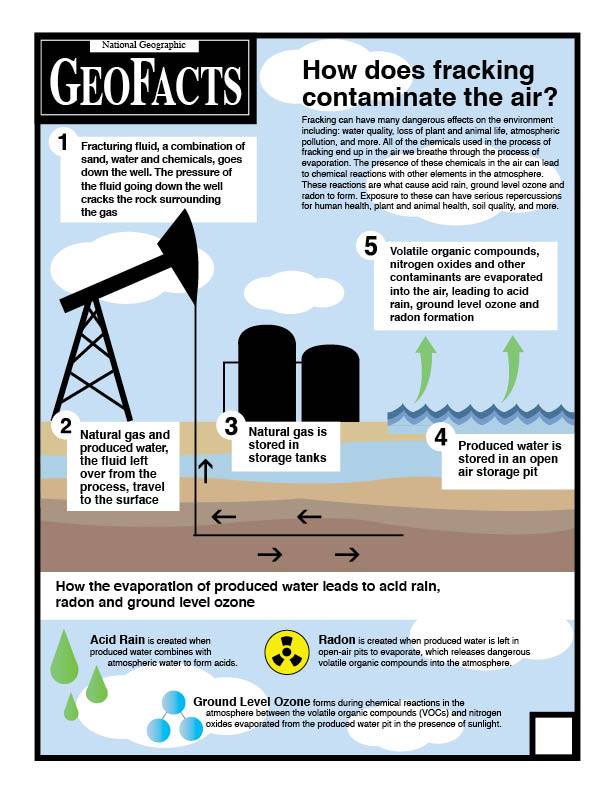 National Geographic
GEOFACTS
How does fracking
contaminate the air?
Fracking can have many dangerous effects on the environment
including: water quality, loss of plant and animal life, atmospheric
pollution, and more. All of the chemicals used in the process of
fracking end up in the air we breathe through the process of
evaporation. The presence of these chemicals in the air can lead
to chemical reactions with other elements in the atmosphere.
These reactions are what cause acid rain, ground level ozone and
radon to form. Exposure to these can have serious repercussions
for human health, plant and animal health, soil quality, and more.
1
Fracturing fluid, a combination of
sand, water and chemicals, goes
down the well. The pressure of
the fluid going down the well
cracks the rock surrounding
the gas
5
Volatile organic compounds,
nitrogen oxides and other
contaminants are evaporated
into the air, leading to acid
rain, ground level ozone and
radon formation
2
Natural gas and
produced water,
the fluid left
over from the
process, travel
to the surface
3
Natural gas is
stored in
storage tanks
4
Produced water is
stored in an open
air storage pit
How the evaporation of produced water leads to acid rain,
radon and ground level ozone
Acid Rain is created when
produced water combines with
atmospheric water to form acids.
Radon is created when produced water is left in
open-air pits to evaporate, which releases dangerous
volatile organic compounds into the atmosphere.
Ground Level Ozone forms during chemical reactions in the
atmosphere between the volatile organic compounds (VOCs) and nitrogen
oxides evaporated from the produced water pit in the presence of sunlight.